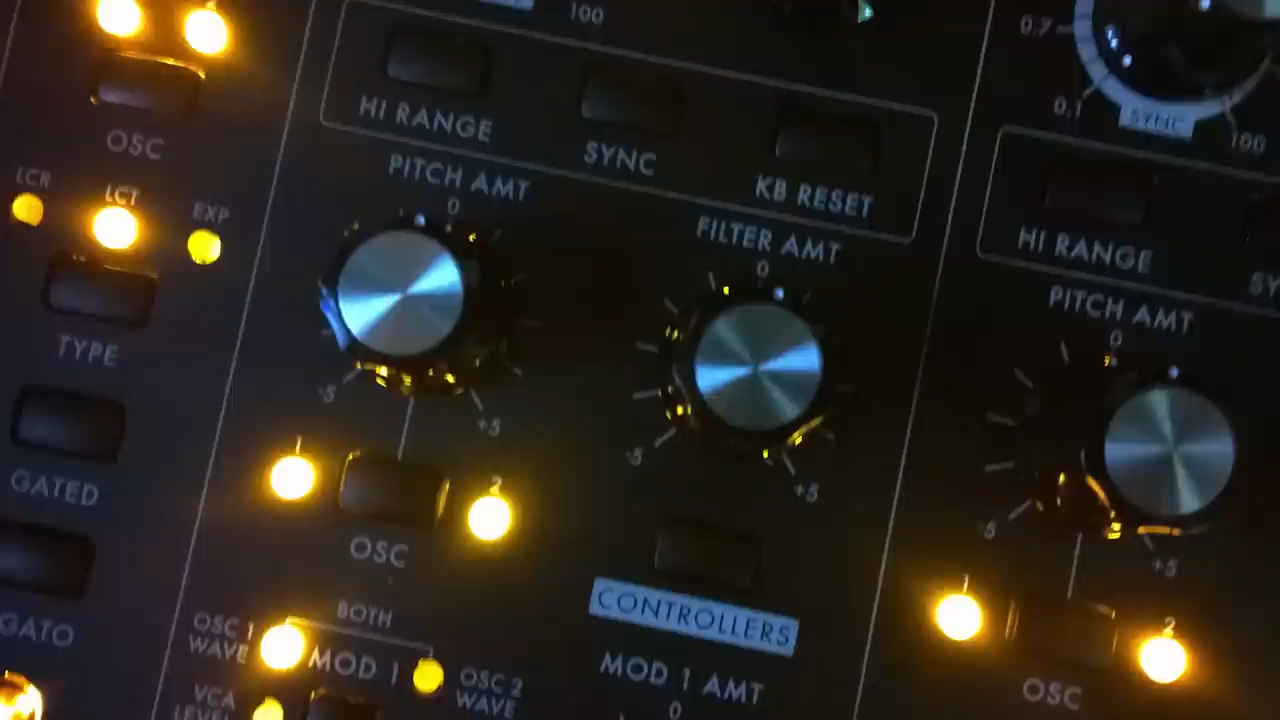 OSC
LCR
LCT
EXP
TYPE
GATED
GATO
100
HI RANGE
SYNC
KB RESET
PITCH AMT
0
-5
+5
FILTER AMT
0
-5
+5
2
OSC
BOTH
OSC 1
WAVE
MOD 1
OSC 2
WAVE
VCA
LEVEL
CONTROLLERS
MOD 1 AMT
0
0.7
0.1
SYNC
100
HI RANGE
PITCH AMT
0
-5
+5
2
OSC